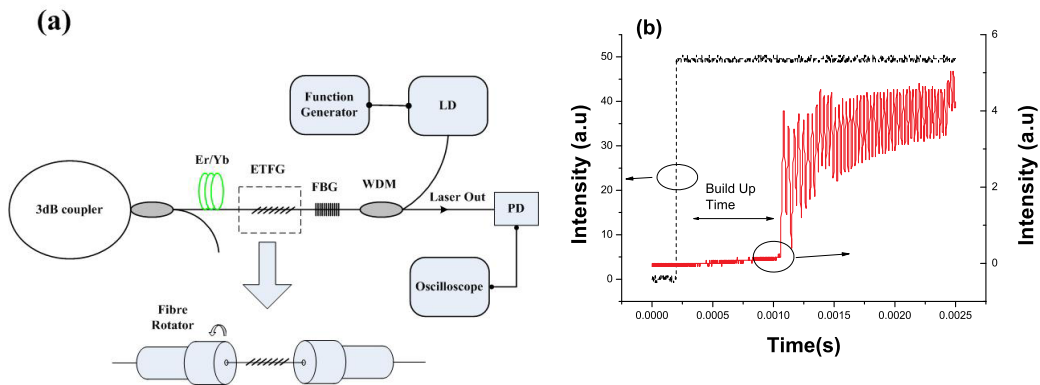 (a)
Function
Generator
LD
Er/Yb
ETFG
FBG
WDM
Laser Out
3dB coupler
PD
Oscilloscope
Fibre
Rotator
(b)
50
40
30
20
10
0
Intensity (a.u)
6
4
2
0
Intensity (a.u)
Build Up
Time
0.0000 0.0005 0.0010 0.0015 0.0020 0.0025
Time(s)